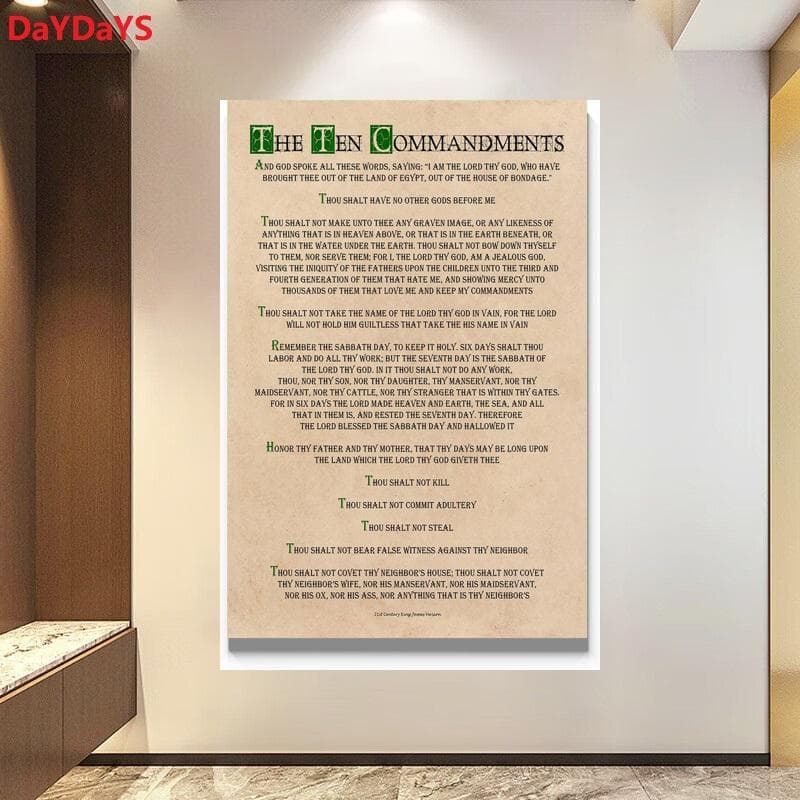 DaYDaYS
THE TEN COMMANDMENTS
AND GOD SPOKE ALL THESE WORDS, SAYING: "I AM THE LORD THY GOD, WHO HAVE
BROUGHT THEE OUT OF THE LAND OF EGYPT, OUT OF THE HOUSE OF BONDAGE."
THOU SHALT HAVE NO OTHER GODS BEFORE ME
THOU SHALT NOT MAKE UNTO THEE ANY GRAVEN IMAGE, OR ANY LIKENESS OF
ANYTHING THAT IS IN HEAVEN ABOVE, OR THAT IS IN THE EARTH BENEATH, OR
THAT IS IN THE WATER UNDER THE EARTH. THOU SHALT NOT BOW DOWN THYSELF
TO THEM, NOR SERVE THEM; FOR I, THE LORD THY GOD, AM A JEALOUS GOD,
VISITING THE INIQUITY OF THE FATHERS UPON THE CHILDREN UNTO THE THIRD AND
FOURTH GENERATION OF THEM THAT HATE ME, AND SHOWING MERCY UNTO
THOUSANDS OF THEM THAT LOVE ME AND KEEP MY COMMANDMENTS
THOU SHALT NOT TAKE THE NAME OF THE LORD THY GOD IN VAIN, FOR THE LORD
WILL NOT HOLD HIM GUILTLESS THAT TAKE THE HIS NAME IN VAIN
REMEMBER THE SABBATH DAY, TO KEEP IT HOLY. SIX DAYS SHALT THOU
LABOR AND DO ALL THY WORK; BUT THE SEVENTH DAY IS THE SABBATH OF
THE LORD THY GOD. IN IT THOU SHALT NOT DO ANY WORK,
THOU, NOR THY SON, NOR THY DAUGHTER, THY MANSERVANT, NOR THY
MAIDSERVANT, NOR THY CATTLE, NOR THY STRANGER THAT IS WITHIN THY GATES.
FOR IN SIX DAYS THE LORD MADE HEAVEN AND EARTH, THE SEA, AND ALL
THAT IN THEM IS, AND RESTED THE SEVENTH DAY. THEREFORE
THE LORD BLESSED THE SABBATH DAY AND HALLOWED IT
HONOR THY FATHER AND THY MOTHER, THAT THY DAYS MAY BE LONG UPON
THE LAND WHICH THE LORD THY GOD GIVETH THEE
THOU SHALT NOT KILL
THOU SHALT NOT COMMIT ADULTERY
THOU SHALT NOT STEAL
THOU SHALT NOT BEAR FALSE WITNESS AGAINST THY NEIGHBOR
THOU SHALT NOT COVET THY NEIGHBOR'S HOUSE; THOU SHALT NOT COVET
THY NEIGHBOR'S WIFE, NOR HIS MANSERVANT, NOR HIS MAIDSERVANT,
NOR HIS OX, NOR HIS ASS, NOR ANYTHING THAT IS THY NEIGHBOR'S
21st Century King James Version